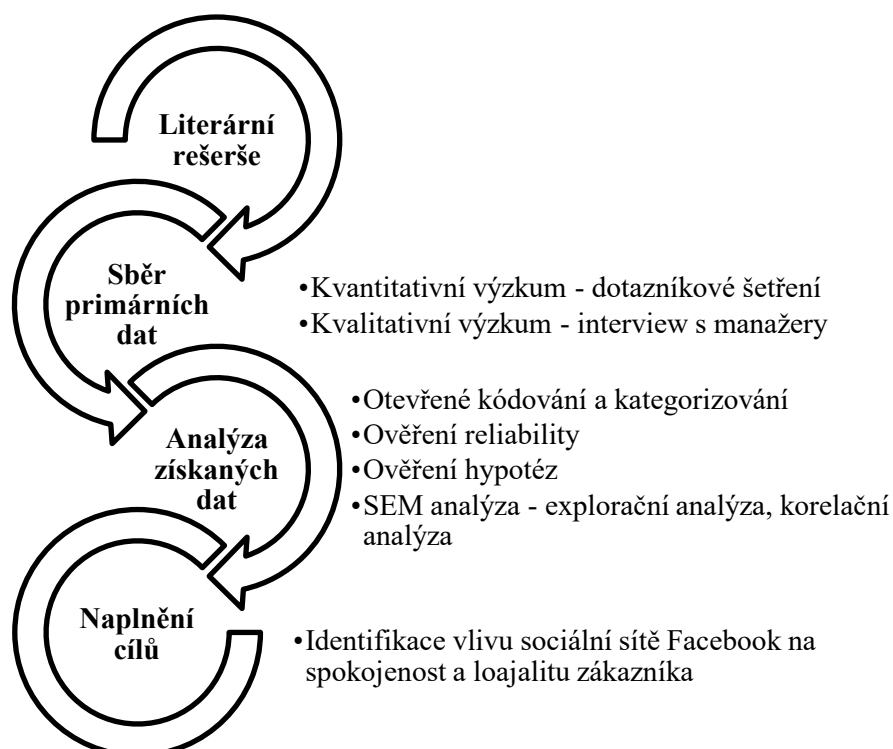 Literární
rešerše
Sběr
primárních
dat
•Kvantitativní výzkum - dotazníkové šetření
•Kvalitativní výzkum - interview s manažery
Analýza
získaných
dat
•Otevřené kódování a kategorizování
•Ověření reliability
•Ověření hypotéz
•SEM analýza - explorační analýza, korelační
analýza
Naplnění
cílů
•Identifikace vlivu sociální sítě Facebook na
spokojenost a loajalitu zákazníka